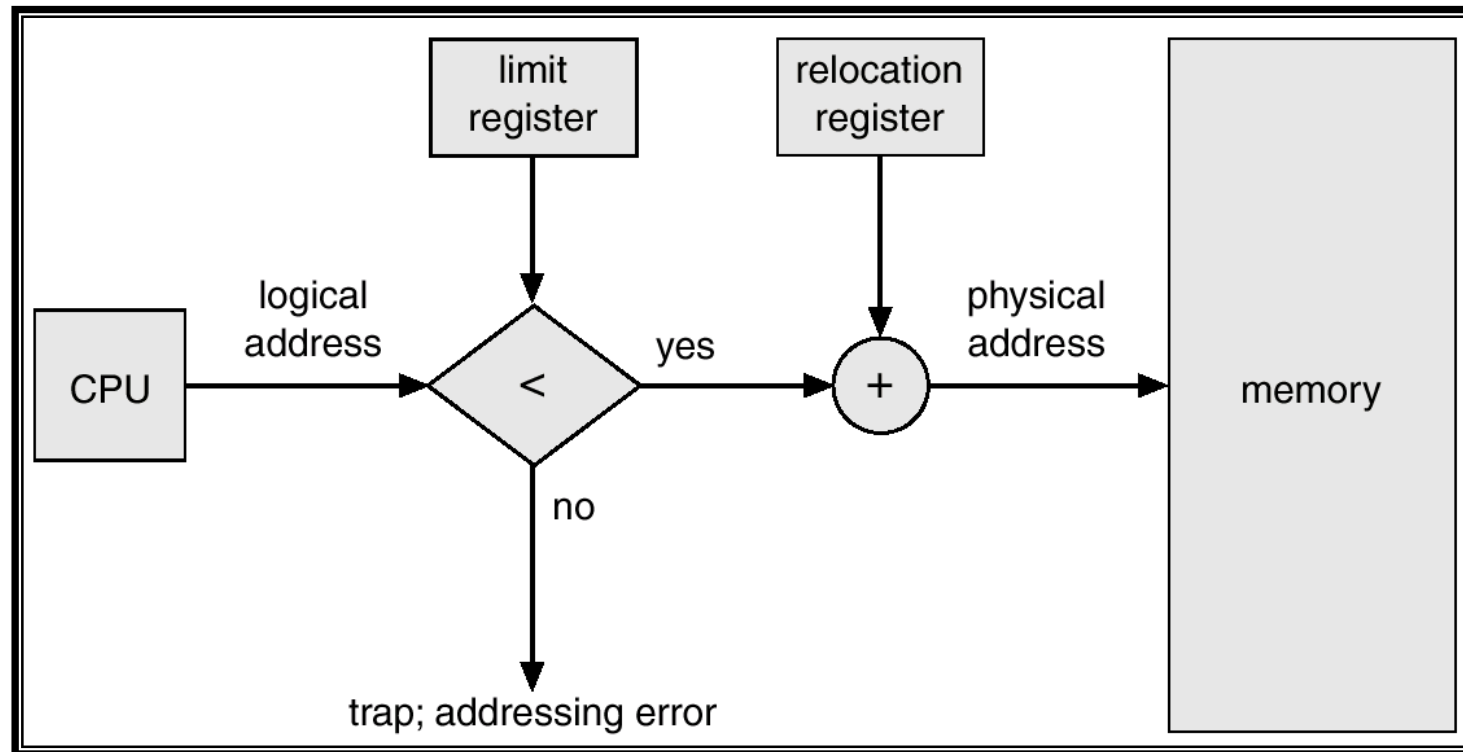 limit
register
relocation
register
logical
address
yes
physical
address
CPU
<
+
memory
no
trap; addressing error